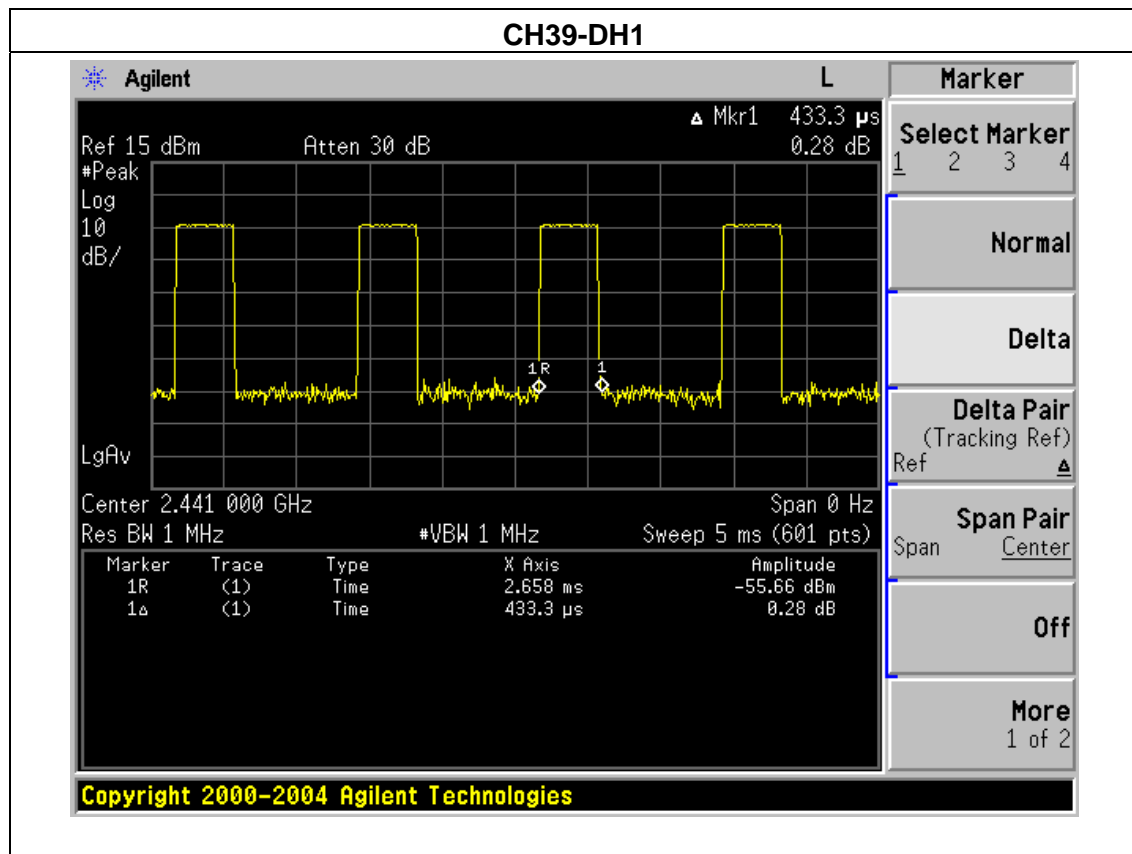 CH39-DH1
Agilent L
Δ Mkr1 433.3 µs
Ref 15 dBm Atten 30 dB 0.28 dB
#Peak
Log
10
dB/
1R 1
LgAv
Center 2.441 000 GHz Span 0 Hz
Res BW 1 MHz #VBW 1 MHz Sweep 5 ms (601 pts)
Marker Trace Type X Axis Amplitude
1R (1) Time 2.658 ms -55.66 dBm
1Δ (1) Time 433.3 µs 0.28 dB
Marker
Select Marker
1 2 3 4
Normal
Delta
Delta Pair
(Tracking Ref)
Ref Δ
Span Pair
Span Center
Off
More
1 of 2
Copyright 2000-2004 Agilent Technologies